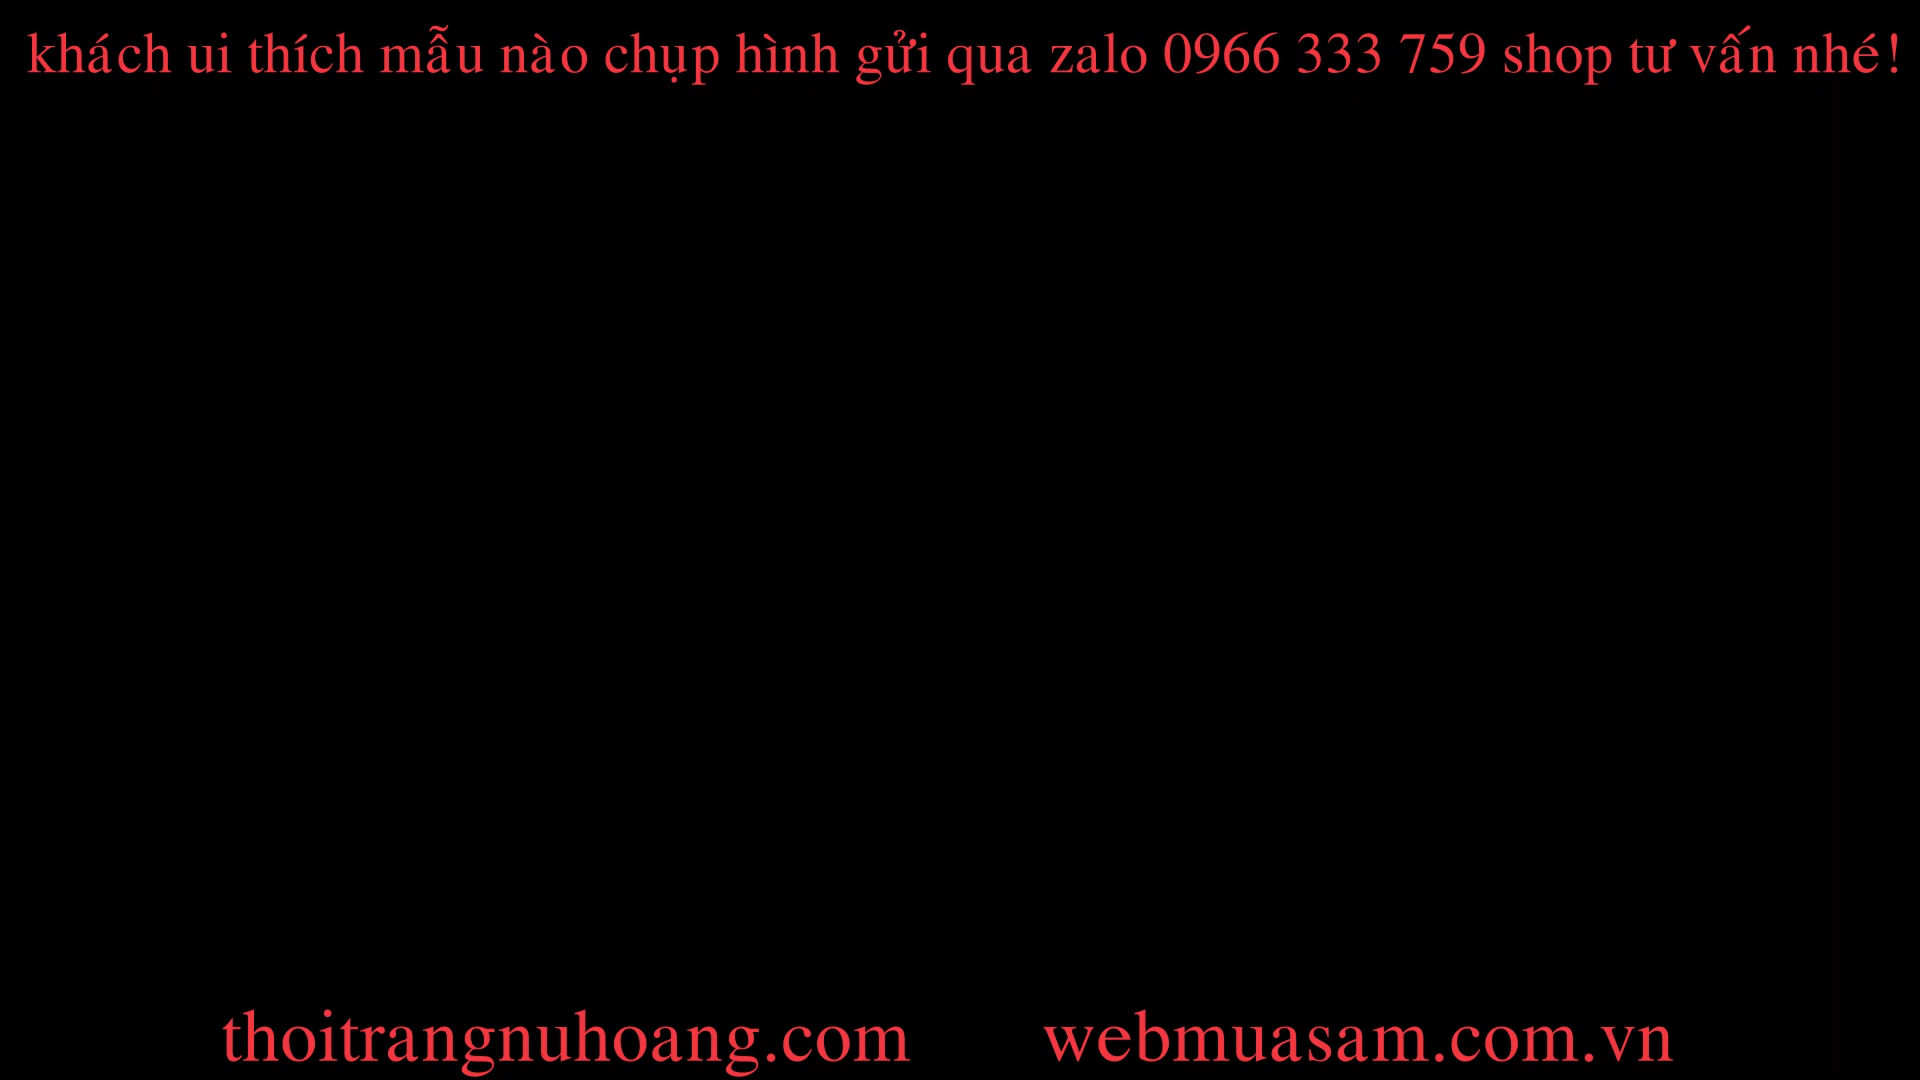 khách ui thích mẫu nào chụp hình gửi qua zalo 0966 333 759 shop tư vấn nhé!
thoitrangnuhoang.com webmuasam.com.vn